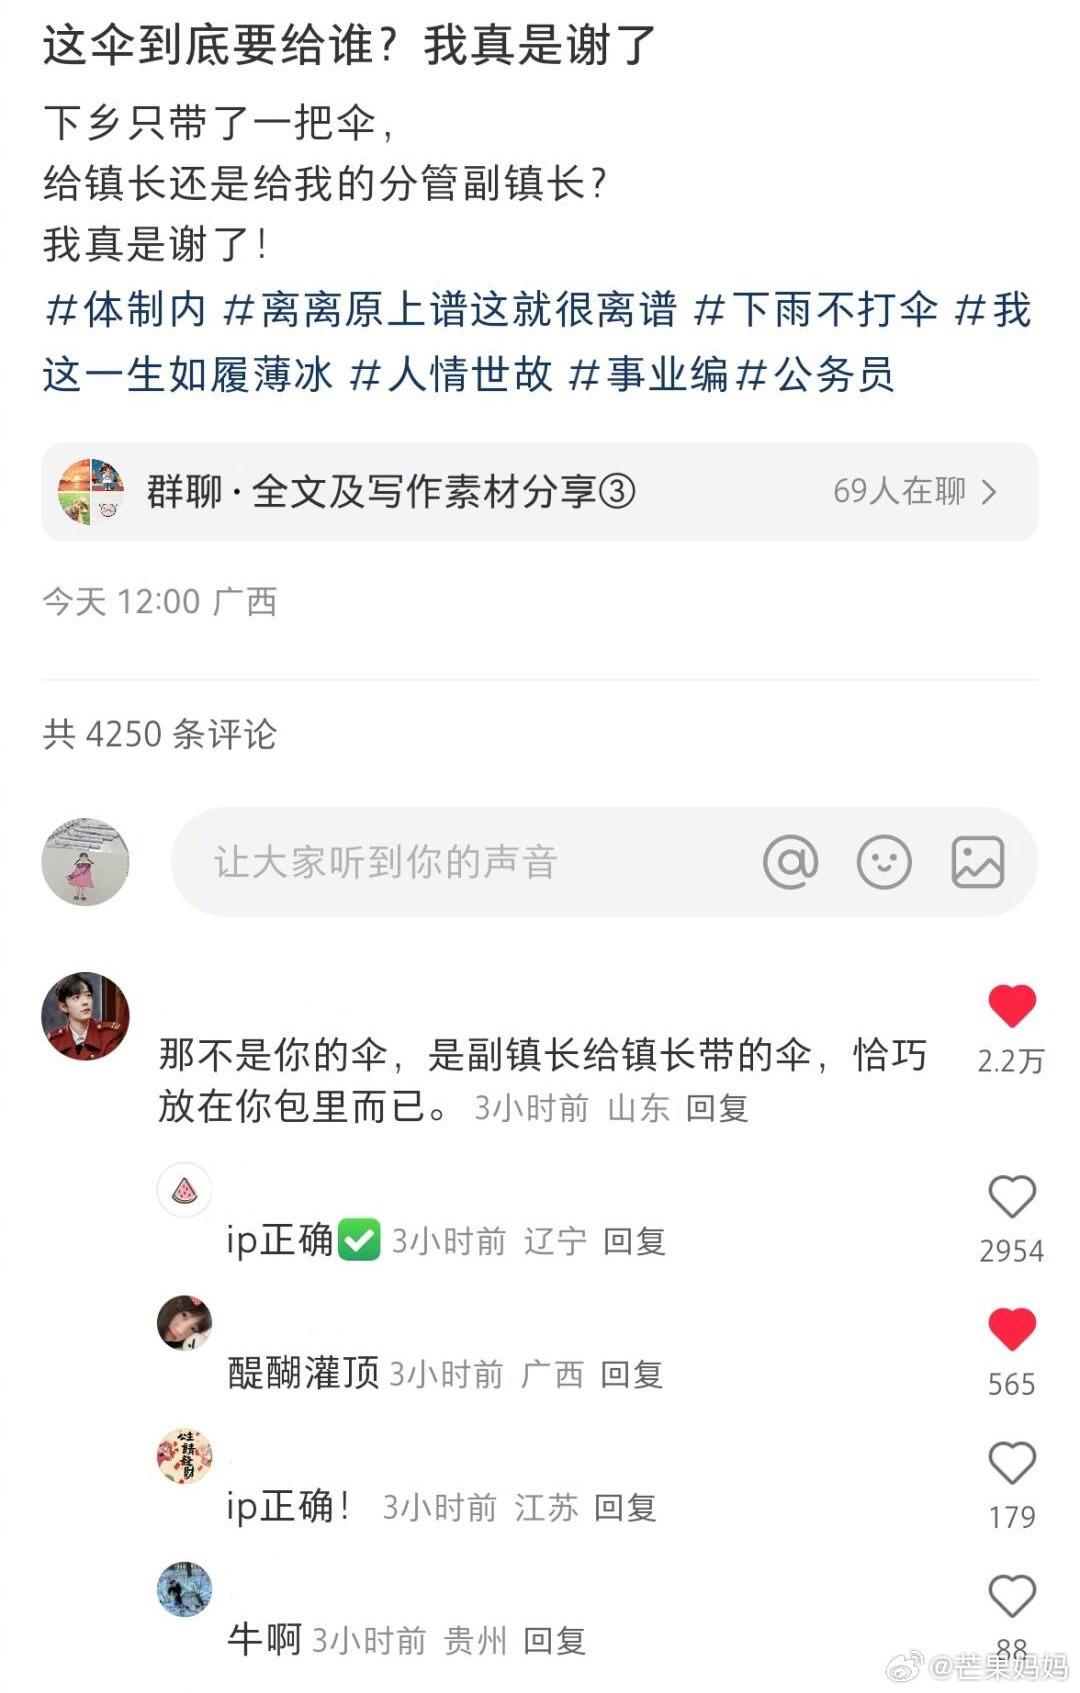 这伞到底要给谁？我真是谢了
下乡只带了一把伞，
给镇长还是给我的分管副镇长？
我真是谢了！
#体制内 #离离原上谱这就很离谱 #下雨不打伞 #我
这一生如履薄冰 #人情世故 #事业编#公务员
群聊·全文及写作素材分享③ 69人在聊
今天 12:00 广西
共 4250 条评论
让大家听到你的声音
那不是你的伞，是副镇长给镇长带的伞，恰巧
放在你包里而已。 3小时前 山东 回复
2.2万
ip正确✅ 3小时前 辽宁 回复
2954
醍醐灌顶 3小时前 广西 回复
565
ip正确！ 3小时前 江苏 回复
179
牛啊 3小时前 贵州 回复
88
@芒果妈妈